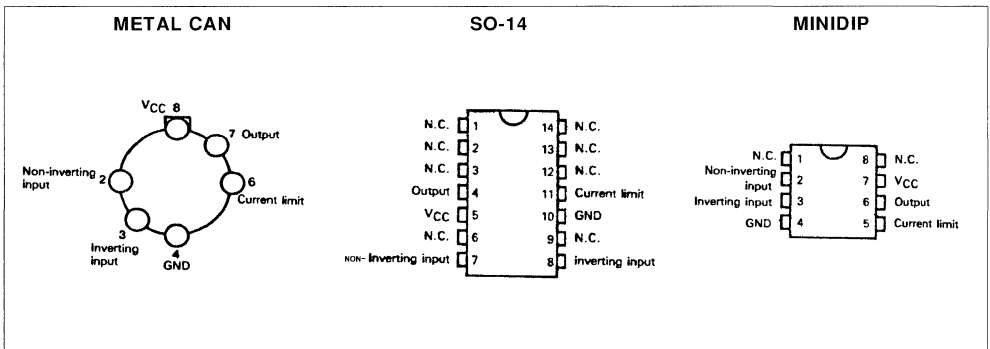 METAL CAN
VCC 8
7 Output
Non-inverting
input
2
6
Current limit
3
Inverting
input
4
GND
SO-14
N.C. 1
14 N.C.
N.C. 2
13 N.C.
N.C. 3
12 N.C.
Output 4
11 Current limit
VCC 5
10 GND
N.C. 6
9 N.C.
NON- Inverting input 7
8 inverting input
MINIDIP
N.C. 1
8 N.C.
Non-inverting
input
2
7 VCC
Inverting input 3
6 Output
GND 4
5 Current limit